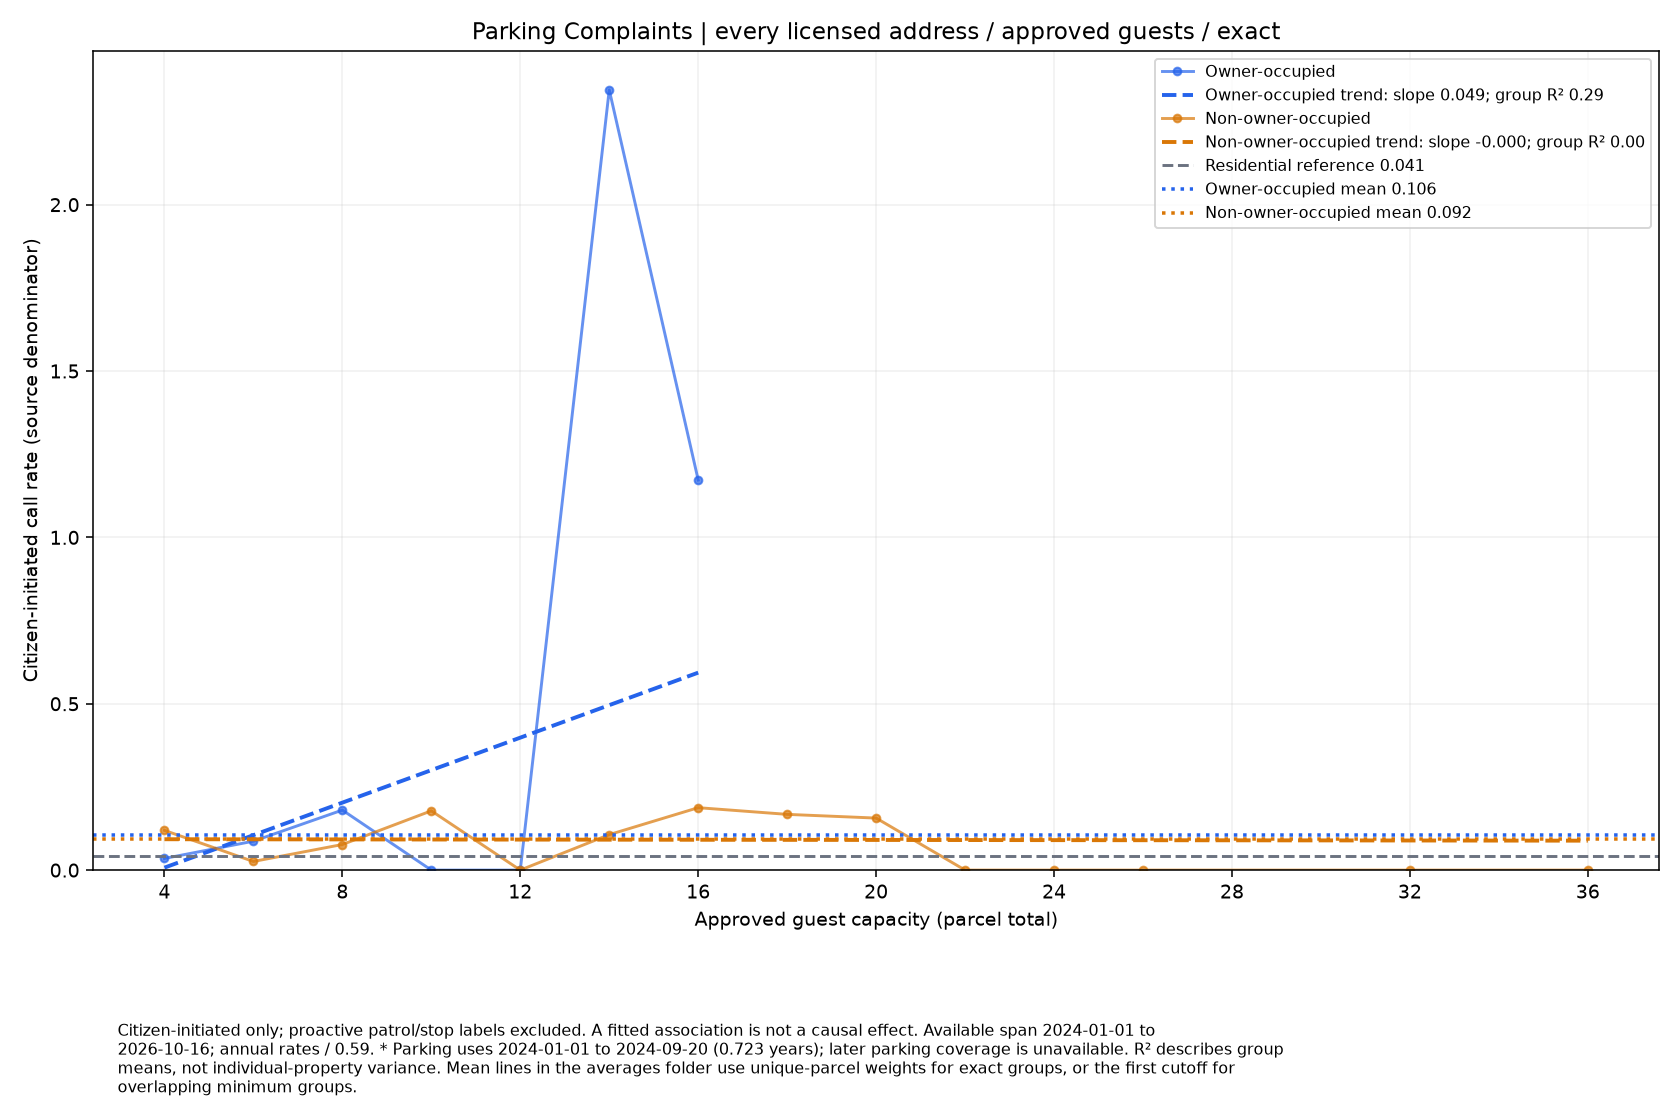 Parking Complaints | every licensed address / approved guests / exact
Owner-occupied
Owner-occupied trend: slope 0.049; group R² 0.29
Non-owner-occupied
Non-owner-occupied trend: slope -0.000; group R² 0.00
Residential reference 0.041
Owner-occupied mean 0.106
Non-owner-occupied mean 0.092
Citizen-initiated call rate (source denominator)
2.0
1.5
1.0
0.5
0.0
4 8 12 16 20 24 28 32 36
Approved guest capacity (parcel total)
Citizen-initiated only; proactive patrol/stop labels excluded. A fitted association is not a causal effect. Available span 2024-01-01 to
2026-10-16; annual rates / 0.59. * Parking uses 2024-01-01 to 2024-09-20 (0.723 years); later parking coverage is unavailable. R² describes group
means, not individual-property variance. Mean lines in the averages folder use unique-parcel weights for exact groups, or the first cutoff for
overlapping minimum groups.